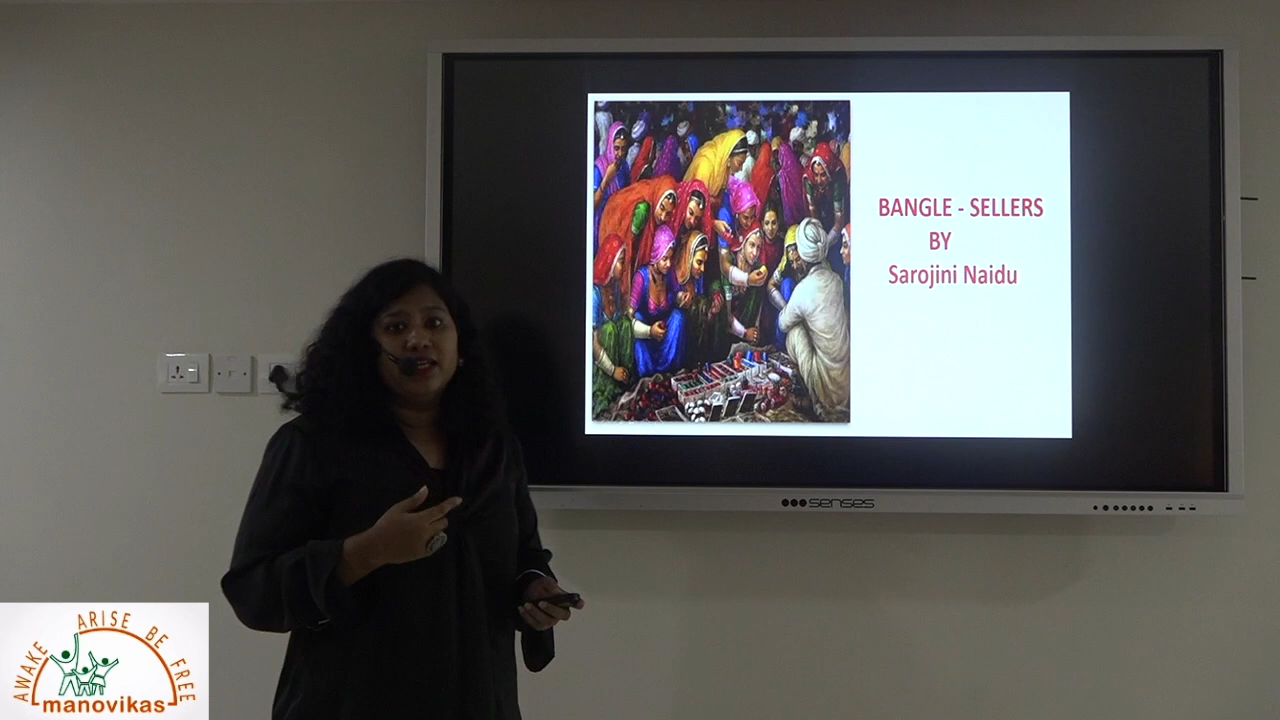 BANGLE - SELLERS
BY
Sarojini Naidu
senses
AWAKE ARISE BE FREE
manovikas